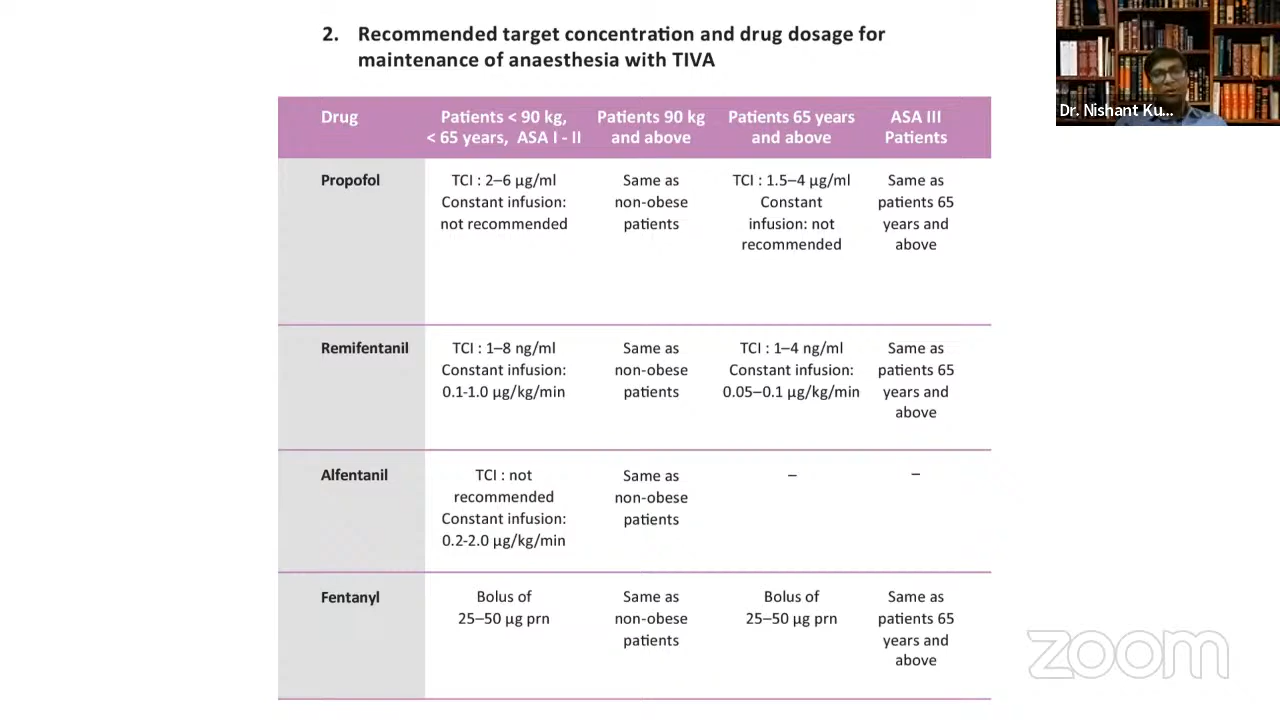 2. Recommended target concentration and drug dosage for
maintenance of anaesthesia with TIVA
Dr. Nishant Ku...
Drug
Patients < 90 kg,
< 65 years, ASA I - II
Patients 90 kg
and above
Patients 65 years
and above
ASA III
Patients
Propofol
TCI : 2–6 µg/ml
Constant infusion:
not recommended
Same as
non-obese
patients
TCI : 1.5–4 µg/ml
Constant
infusion: not
recommended
Same as
patients 65
years and
above
Remifentanil
TCI : 1–8 ng/ml
Constant infusion:
0.1-1.0 µg/kg/min
Same as
non-obese
patients
TCI : 1–4 ng/ml
Constant infusion:
0.05–0.1 µg/kg/min
Same as
patients 65
years and
above
Alfentanil
TCI : not
recommended
Constant infusion:
0.2-2.0 µg/kg/min
Same as
non-obese
patients
–
–
Fentanyl
Bolus of
25–50 µg prn
Same as
non-obese
patients
Bolus of
25–50 µg prn
Same as
patients 65
years and
above
zoom